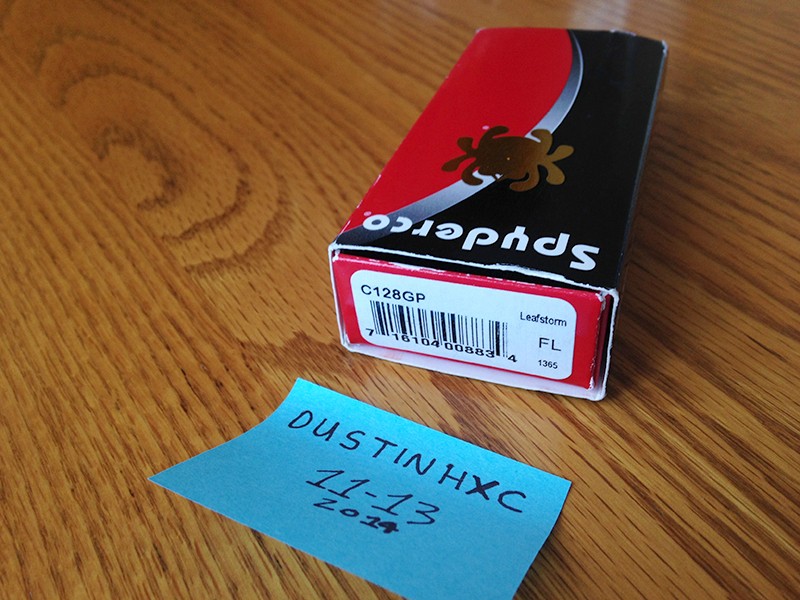 Spyderco
C128GP
Leafstorm
7 16104 00883 4
FL
1365
DUSTINHXC
11-13
2014